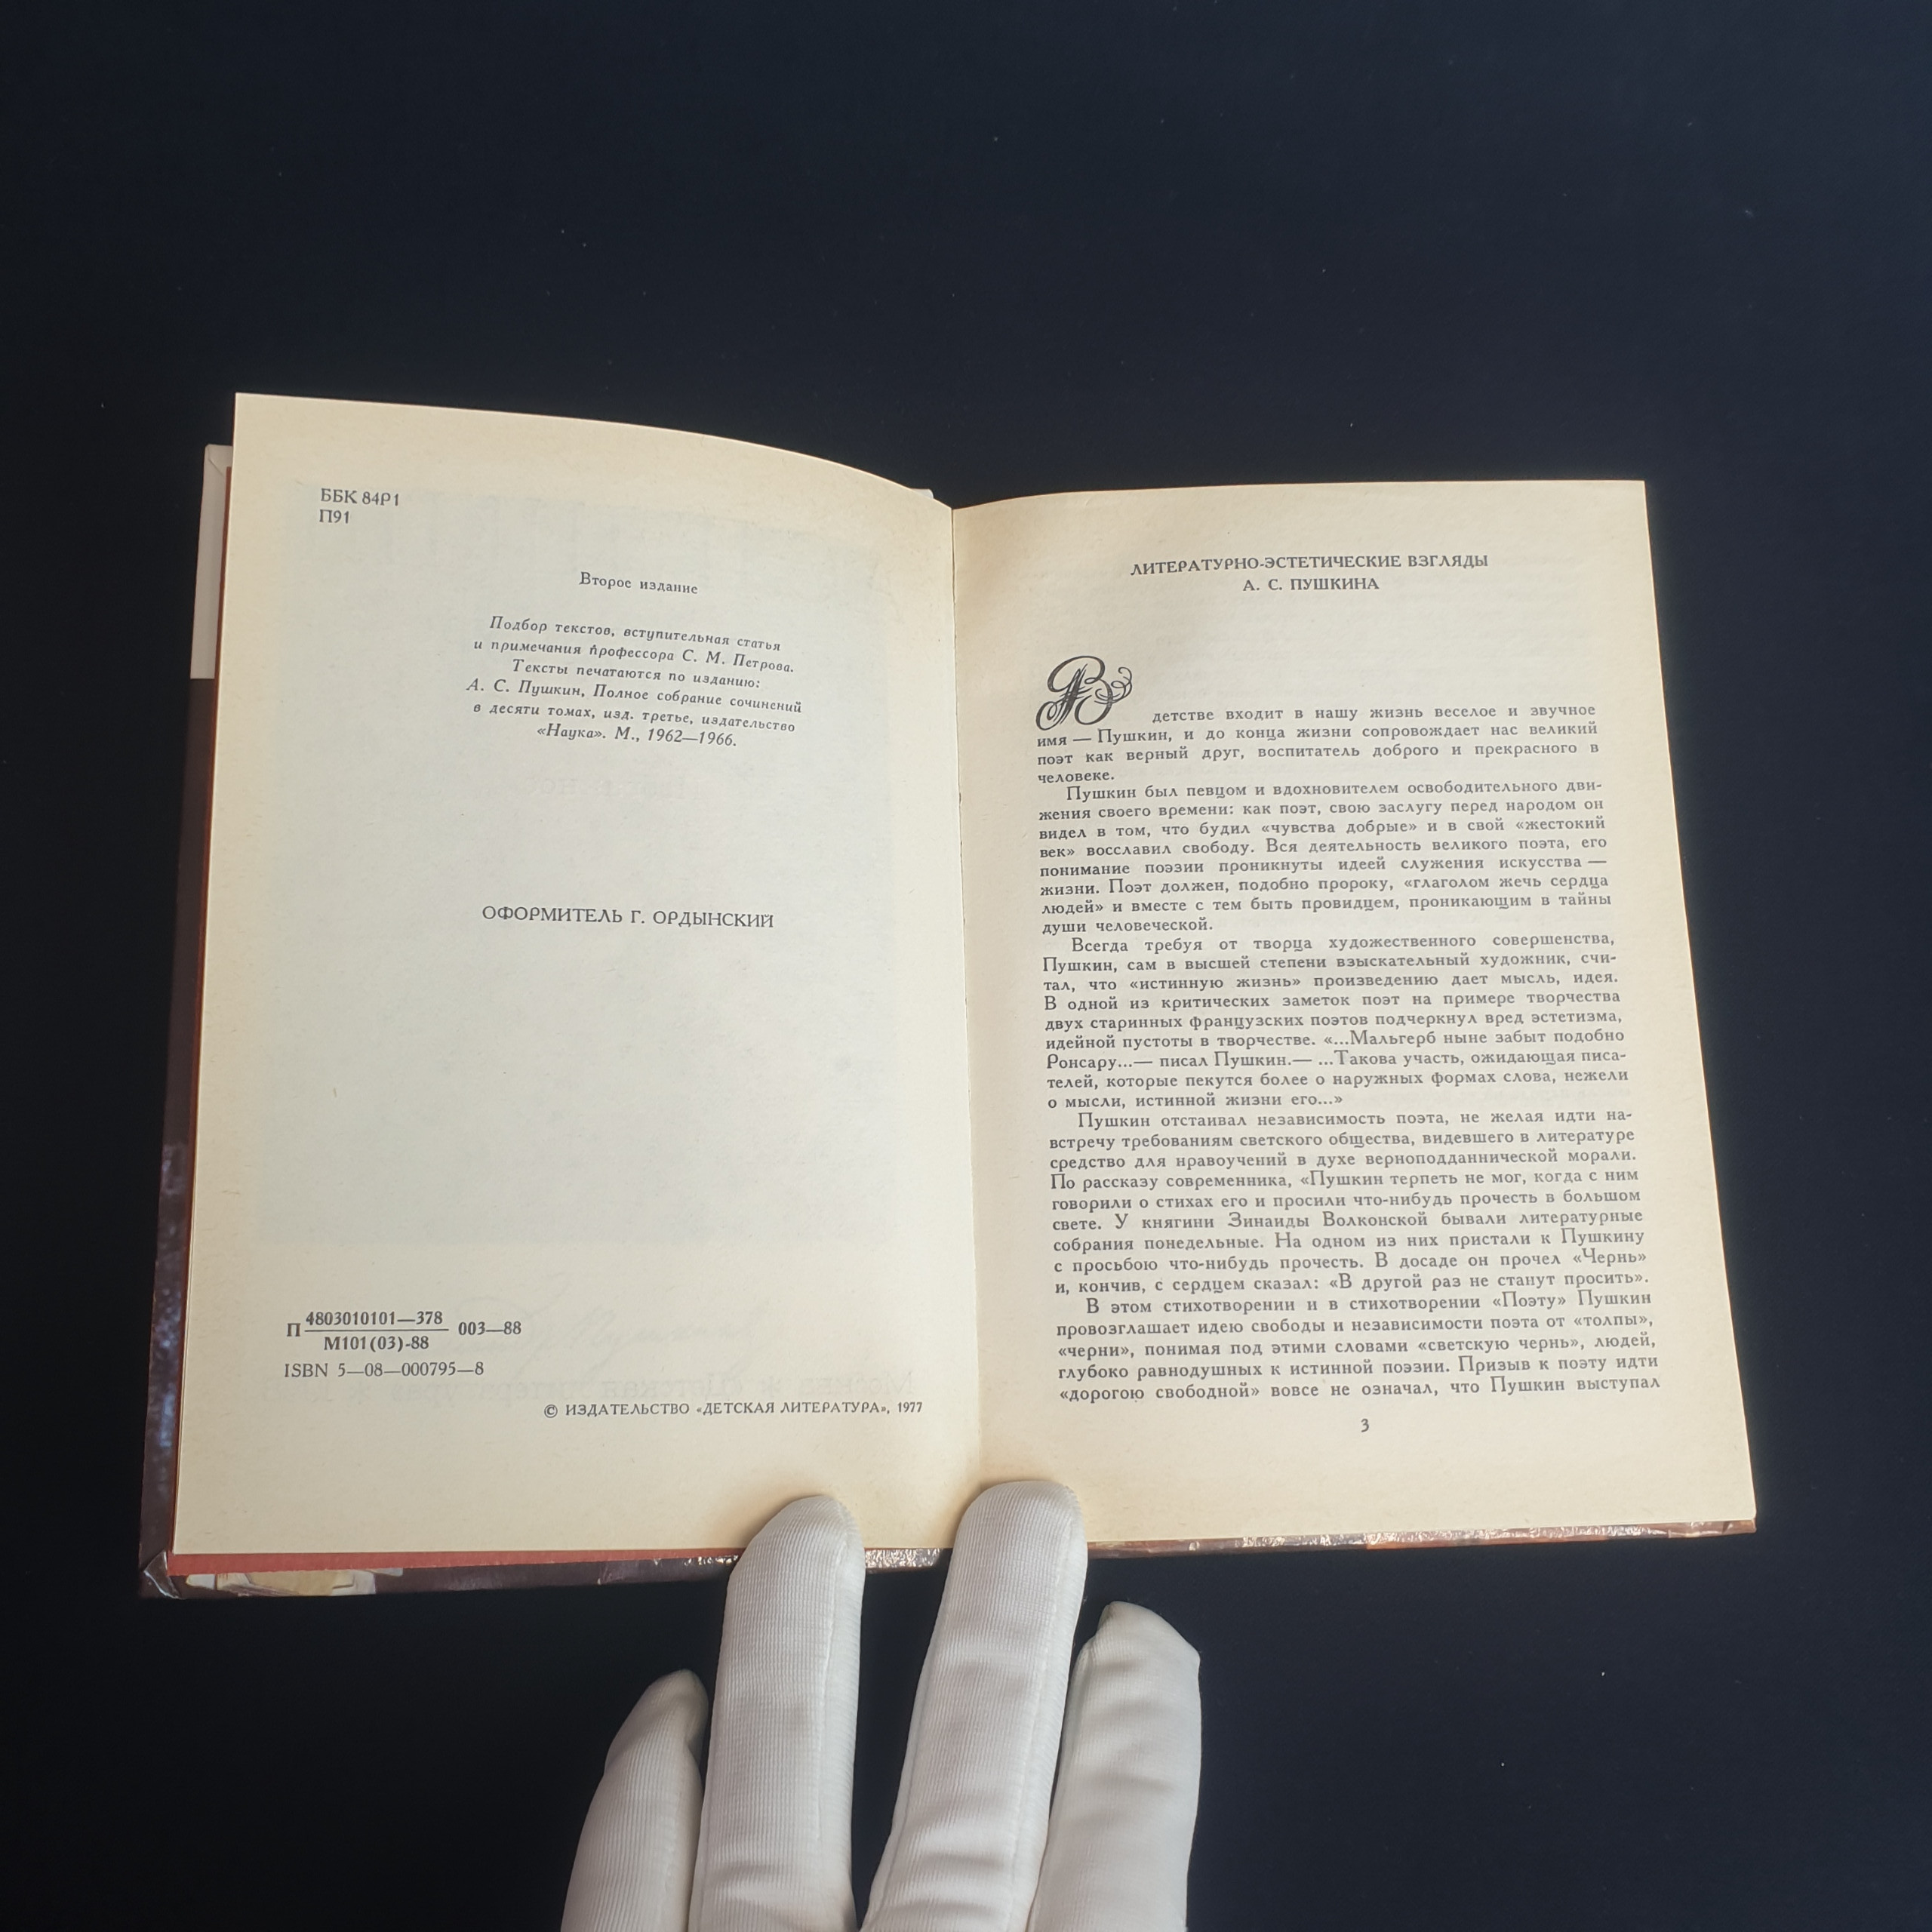 ББК 84Р1
П91
Второе издание
Подбор текстов, вступительная статья
и примечания профессора С. М. Петрова.
Тексты печатаются по изданию:
А. С. Пушкин, Полное собрание сочинений
в десяти томах, изд. третье, издательство
«Наука». М., 1962—1966.
ОФОРМИТЕЛЬ Г. ОРДЫНСКИЙ
П 4803010101—378 003—88
М101(03)-88
ISBN 5—08—000795—8
© ИЗДАТЕЛЬСТВО «ДЕТСКАЯ ЛИТЕРАТУРА», 1977
ЛИТЕРАТУРНО-ЭСТЕТИЧЕСКИЕ ВЗГЛЯДЫ
А. С. ПУШКИНА
В детстве входит в нашу жизнь веселое и звучное
имя — Пушкин, и до конца жизни сопровождает нас великий
поэт как верный друг, воспитатель доброго и прекрасного в
человеке.
Пушкин был певцом и вдохновителем освободительного дви-
жения своего времени: как поэт, свою заслугу перед народом он
видел в том, что будил «чувства добрые» и в свой «жестокий
век» восславил свободу. Вся деятельность великого поэта, его
понимание поэзии проникнуты идеей служения искусства —
жизни. Поэт должен, подобно пророку, «глаголом жечь сердца
людей» и вместе с тем быть провидцем, проникающим в тайны
души человеческой.
Всегда требуя от творца художественного совершенства,
Пушкин, сам в высшей степени взыскательный художник, счи-
тал, что «истинную жизнь» произведению дает мысль, идея.
В одной из критических заметок поэт на примере творчества
двух старинных французских поэтов подчеркнул вред эстетизма,
идейной пустоты в творчестве. «...Мальгерб ныне забыт подобно
Ронсару...— писал Пушкин.— ...Такова участь, ожидающая писа-
телей, которые пекутся более о наружных формах слова, нежели
о мысли, истинной жизни его...»
Пушкин отстаивал независимость поэта, не желая идти на-
встречу требованиям светского общества, видевшего в литературе
средство для нравоучений в духе верноподданнической морали.
По рассказу современника, «Пушкин терпеть не мог, когда с ним
говорили о стихах его и просили что-нибудь прочесть в большом
свете. У княгини Зинаиды Волконской бывали литературные
собрания понедельные. На одном из них пристали к Пушкину
с просьбою что-нибудь прочесть. В досаде он прочел «Чернь»
и, кончив, с сердцем сказал: «В другой раз не станут просить».
В этом стихотворении и в стихотворении «Поэту» Пушкин
провозглашает идею свободы и независимости поэта от «толпы»,
«черни», понимая под этими словами «светскую чернь», людей,
глубоко равнодушных к истинной поэзии. Призыв к поэту идти
«дорогою свободной» вовсе не означал, что Пушкин выступал
3